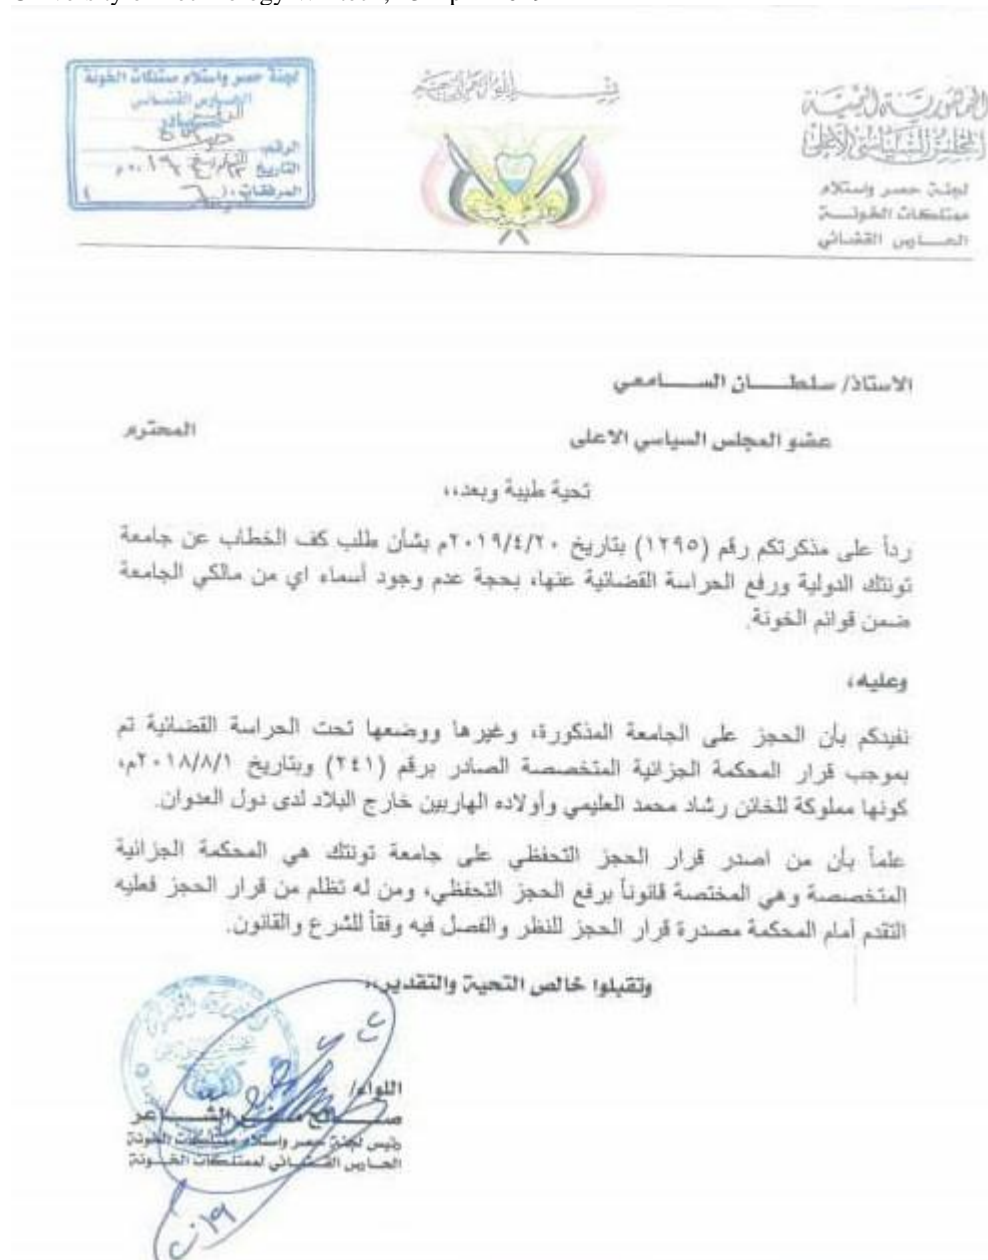 بسم الله الرحمن الرحيم
الجمهورية اليمنية
المجلس السياسي الأعلى
لجنة حصر واستلام
ممتلكات الخونة
الحارس القضائي
لجنة حصر واستلام ممتلكات الخونة
الحارس القضائي
الرقم:
التاريخ
المرفقات: ( )
الاستاذ/ سلطان السامعي
عضو المجلس السياسي الاعلى المحترم
تحية طيبة وبعد،،
رداً على مذكرتكم رقم (١٢٩٥) بتاريخ ٢٠١٩/٤/٢٠م بشأن طلب كف الخطاب عن جامعة
تونتك الدولية ورفع الحراسة القضائية عنها، بحجة عدم وجود أسماء اي من مالكي الجامعة
ضمن قوائم الخونة.
وعليه،
نفيدكم بأن الحجز على الجامعة المذكورة، وغيرها ووضعها تحت الحراسة القضائية تم
بموجب قرار المحكمة الجزائية المتخصصة الصادر برقم (٢٤١) وبتاريخ ٢٠١٨/٨/١م،
كونها مملوكة للخائن رشاد محمد العليمي وأولاده الهاربين خارج البلاد لدى دول العدوان.
علماً بأن من اصدر قرار الحجز التحفظي على جامعة تونتك هي المحكمة الجزائية
المتخصصة وهي المختصة قانوناً برفع الحجز التحفظي، ومن له تظلم من قرار الحجز فعليه
التقدم أمام المحكمة مصدرة قرار الحجز للنظر والفصل فيه وفقاً للشرع والقانون.
وتقبلوا خالص التحية والتقدير،،
اللواء/
صالح مسفر الشاعر
رئيس لجنة حصر واستلام ممتلكات الخونة
الحارس القضائي لممتلكات الخونة